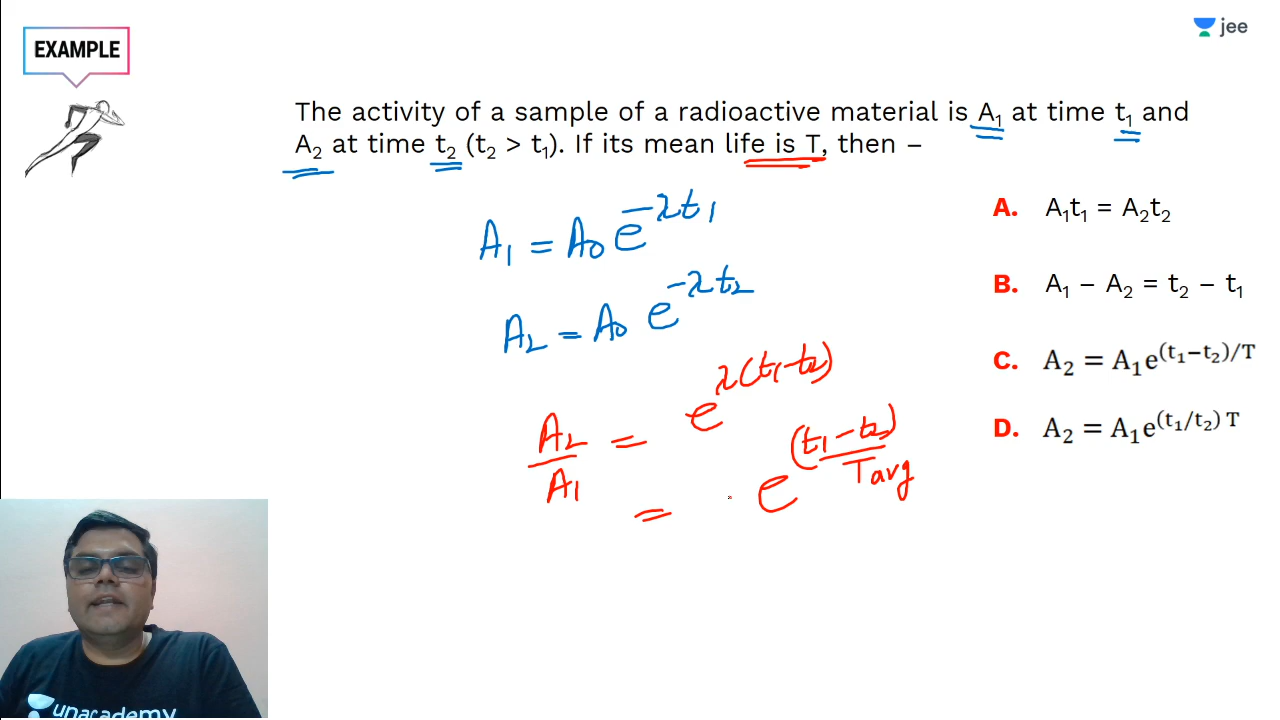 EXAMPLE
jee
The activity of a sample of a radioactive material is A₁ at time t₁ and
A₂ at time t₂ (t₂ > t₁). If its mean life is T, then –
A₁ = A₀ e^{-λt₁}
A₂ = A₀ e^{-λt₂}
A₂/A₁ = e^{λ(t₁-t₂)}
= e^{(t₁-t₂)/Tavg}
A. A₁t₁ = A₂t₂
B. A₁ – A₂ = t₂ – t₁
C. A₂ = A₁e^{(t₁−t₂)/T}
D. A₂ = A₁e^{(t₁/t₂) T}
unacademy